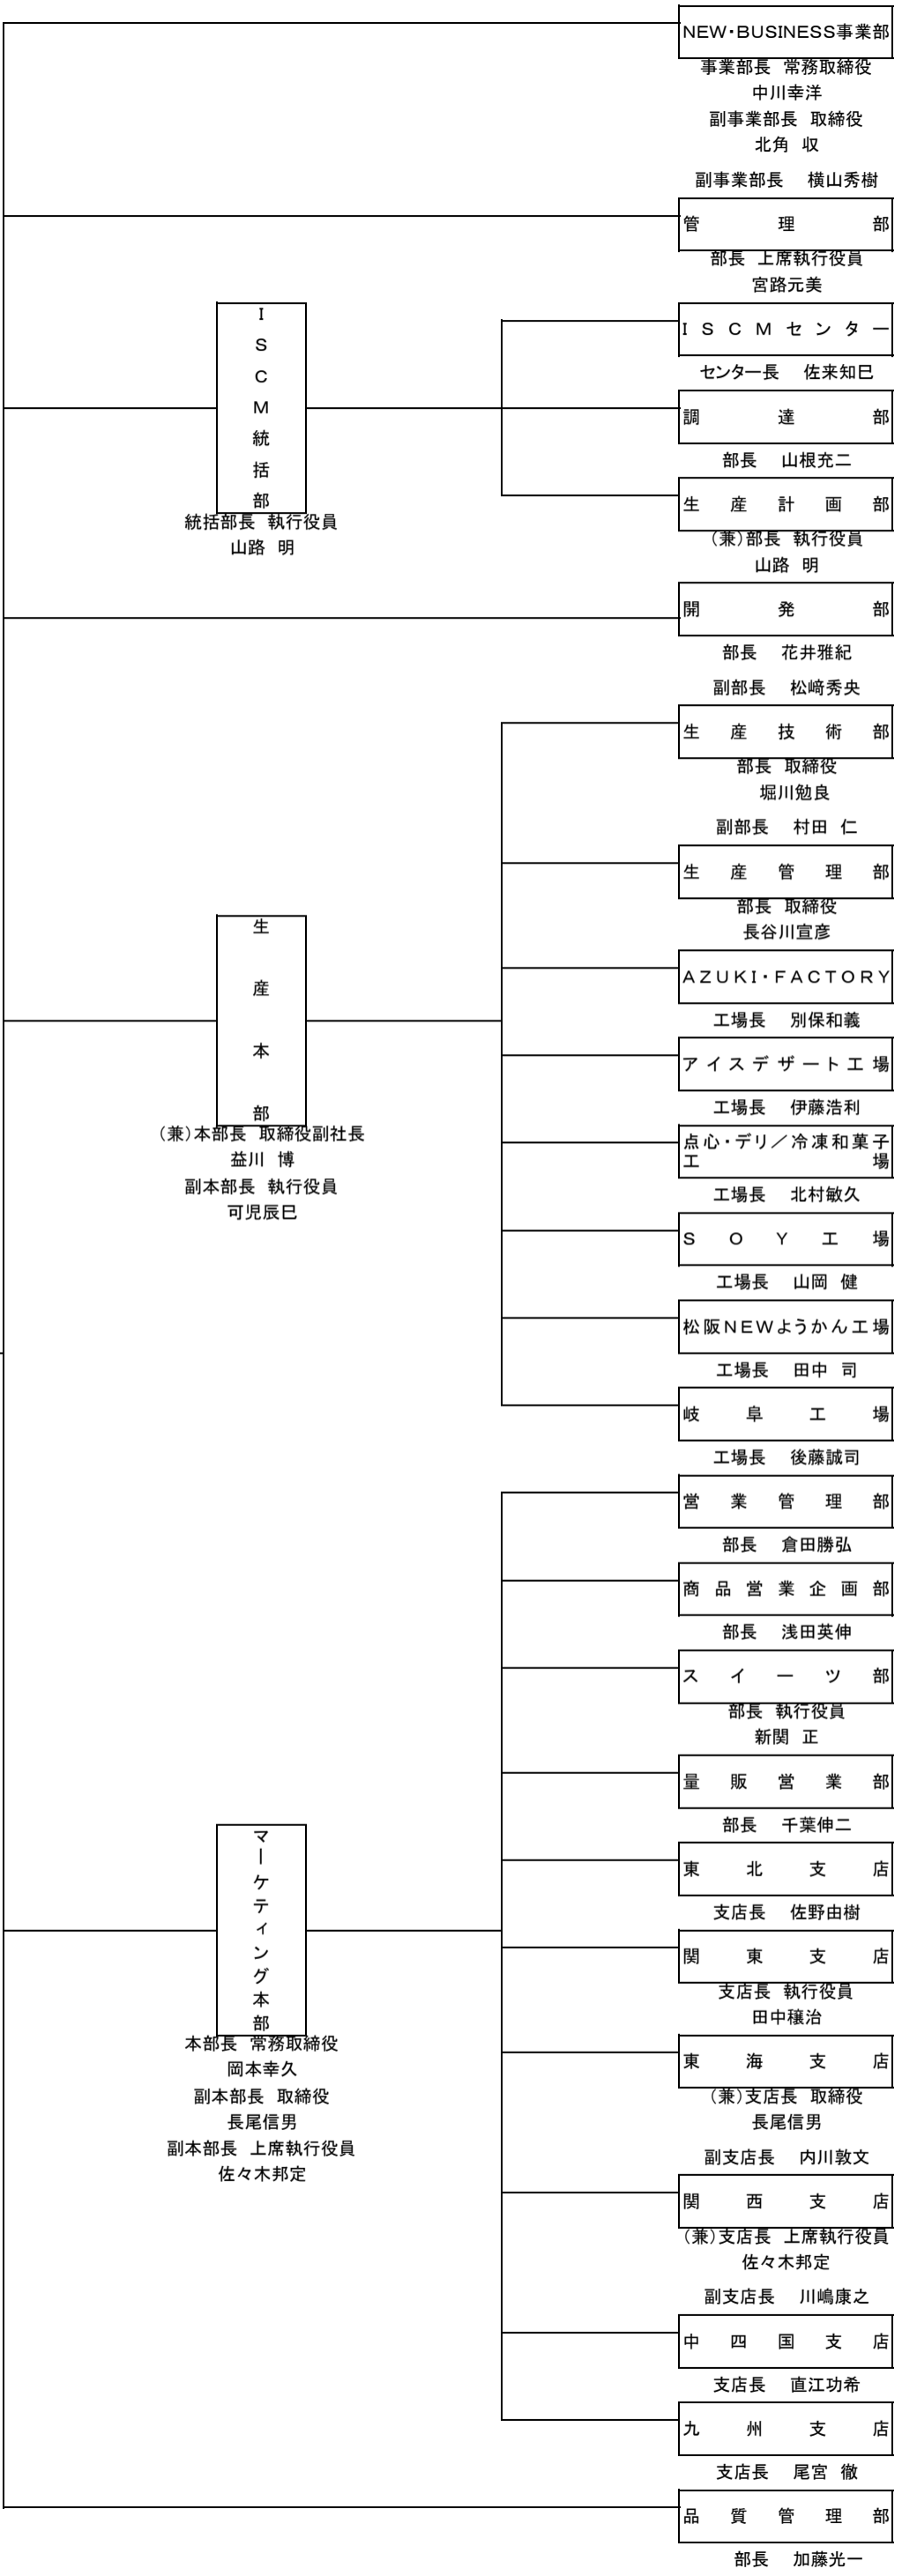 NEW・BUSINESS事業部
事業部長 常務取締役
中川幸洋
副事業部長 取締役
北角 収
副事業部長 横山秀樹
管理部
部長 上席執行役員
宮路元美
ISCM統括部
統括部長 執行役員
山路 明
ISCMセンター
センター長 佐来知巳
調達部
部長 山根充二
生産計画部
(兼)部長 執行役員
山路 明
開発部
部長 花井雅紀
副部長 松﨑秀央
生産本部
(兼)本部長 取締役副社長
益川 博
副本部長 執行役員
可児辰巳
生産技術部
部長 取締役
堀川勉良
副部長 村田 仁
生産管理部
部長 取締役
長谷川宣彦
AZUKI・FACTORY
工場長 別保和義
アイスデザート工場
工場長 伊藤浩利
点心・デリ/冷凍和菓子
工場
工場長 北村敏久
SOY工場
工場長 山岡 健
松阪NEWようかん工場
工場長 田中 司
岐阜工場
工場長 後藤誠司
マーケティング本部
本部長 常務取締役
岡本幸久
副本部長 取締役
長尾信男
副本部長 上席執行役員
佐々木邦定
営業管理部
部長 倉田勝弘
商品営業企画部
部長 浅田英伸
スイーツ部
部長 執行役員
新関 正
量販営業部
部長 千葉伸二
東北支店
支店長 佐野由樹
関東支店
支店長 執行役員
田中穣治
東海支店
(兼)支店長 取締役
長尾信男
副支店長 内川敦文
関西支店
(兼)支店長 上席執行役員
佐々木邦定
副支店長 川嶋康之
中四国支店
支店長 直江功希
九州支店
支店長 尾宮 徹
品質管理部
部長 加藤光一